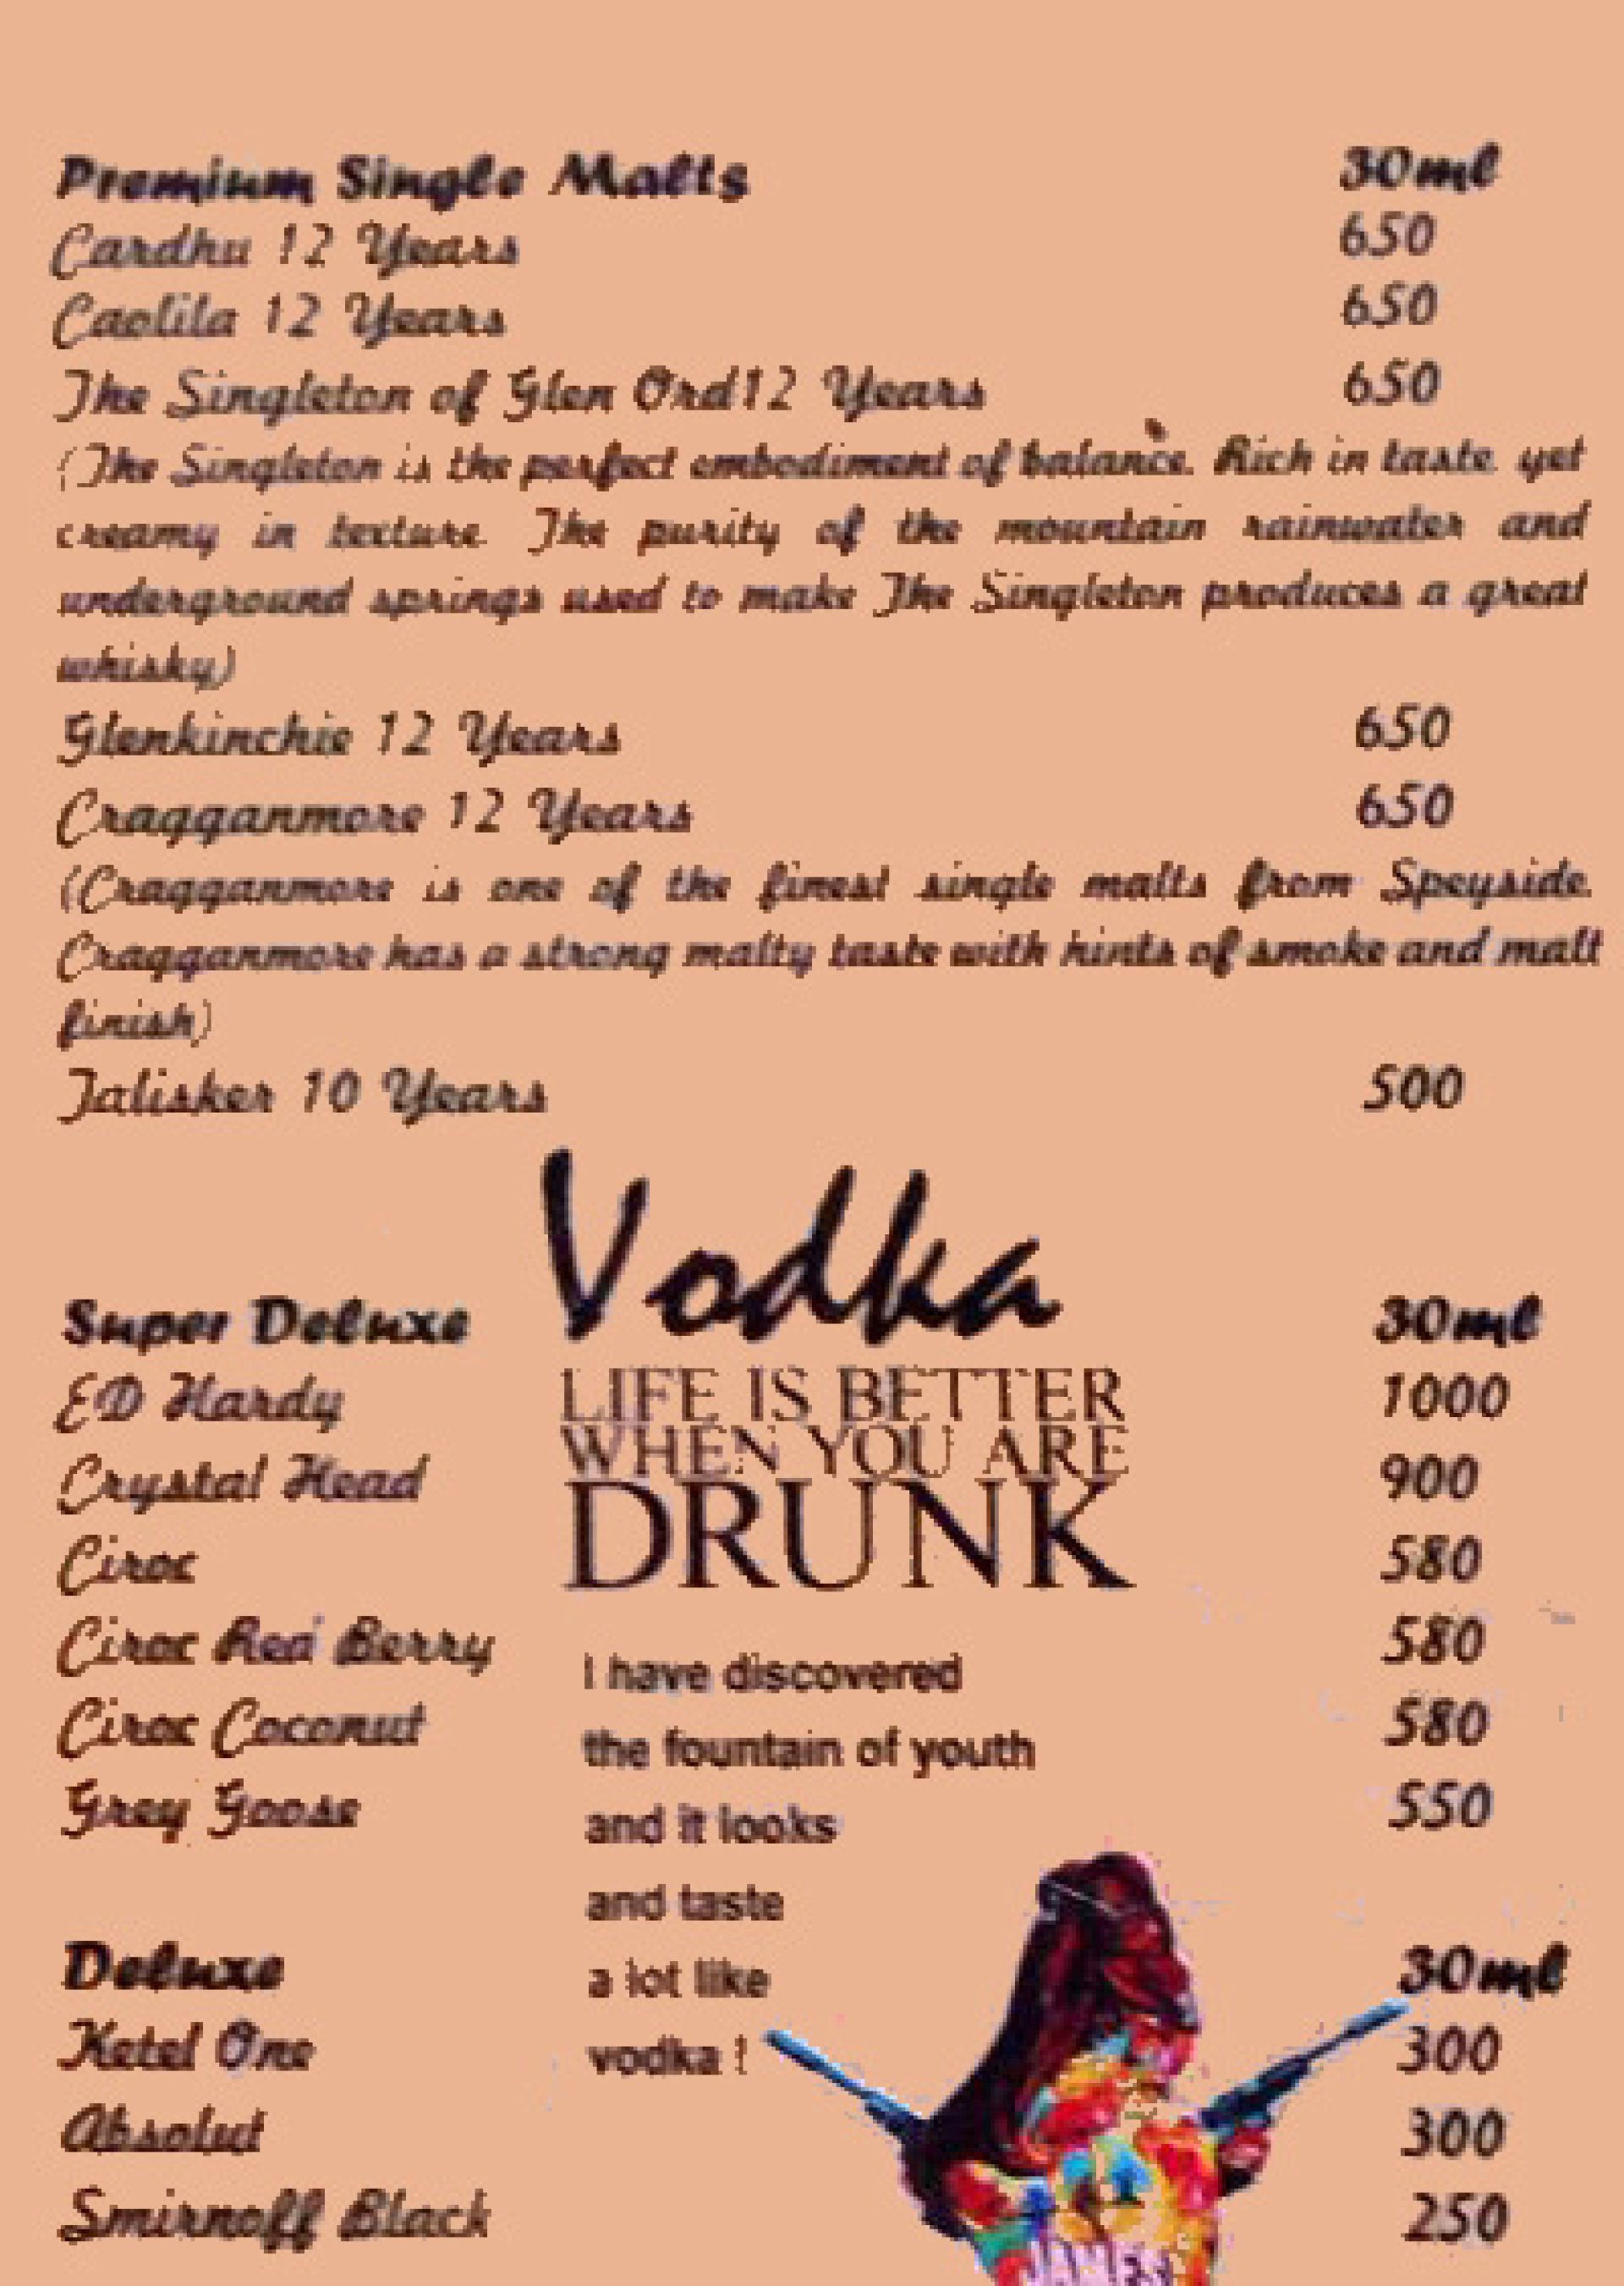 Premium Single Malts 30ml
Cardhu 12 Years 650
Caolila 12 Years 650
The Singleton of Glen Ord12 Years 650
(The Singleton is the perfect embodiment of balance. Rich in taste yet
creamy in texture. The purity of the mountain rainwater and
underground springs used to make The Singleton produces a great
whisky)
Glenkinchie 12 Years 650
Cragganmore 12 Years 650
(Cragganmore is one of the finest single malts from Speyside.
Cragganmore has a strong malty taste with hints of smoke and malt
finish)
Talisker 10 Years 500
Vodka
Super Deluxe 30ml
ED Hardy 1000
Crystal Head 900
Ciroc 580
Ciroc Red Berry 580
Ciroc Coconut 580
Grey Goose 550
LIFE IS BETTER
WHEN YOU ARE
DRUNK
I have discovered
the fountain of youth
and it looks
and taste
a lot like
vodka !
Deluxe 30ml
Ketel One 300
Absolut 300
Smirnoff Black 250